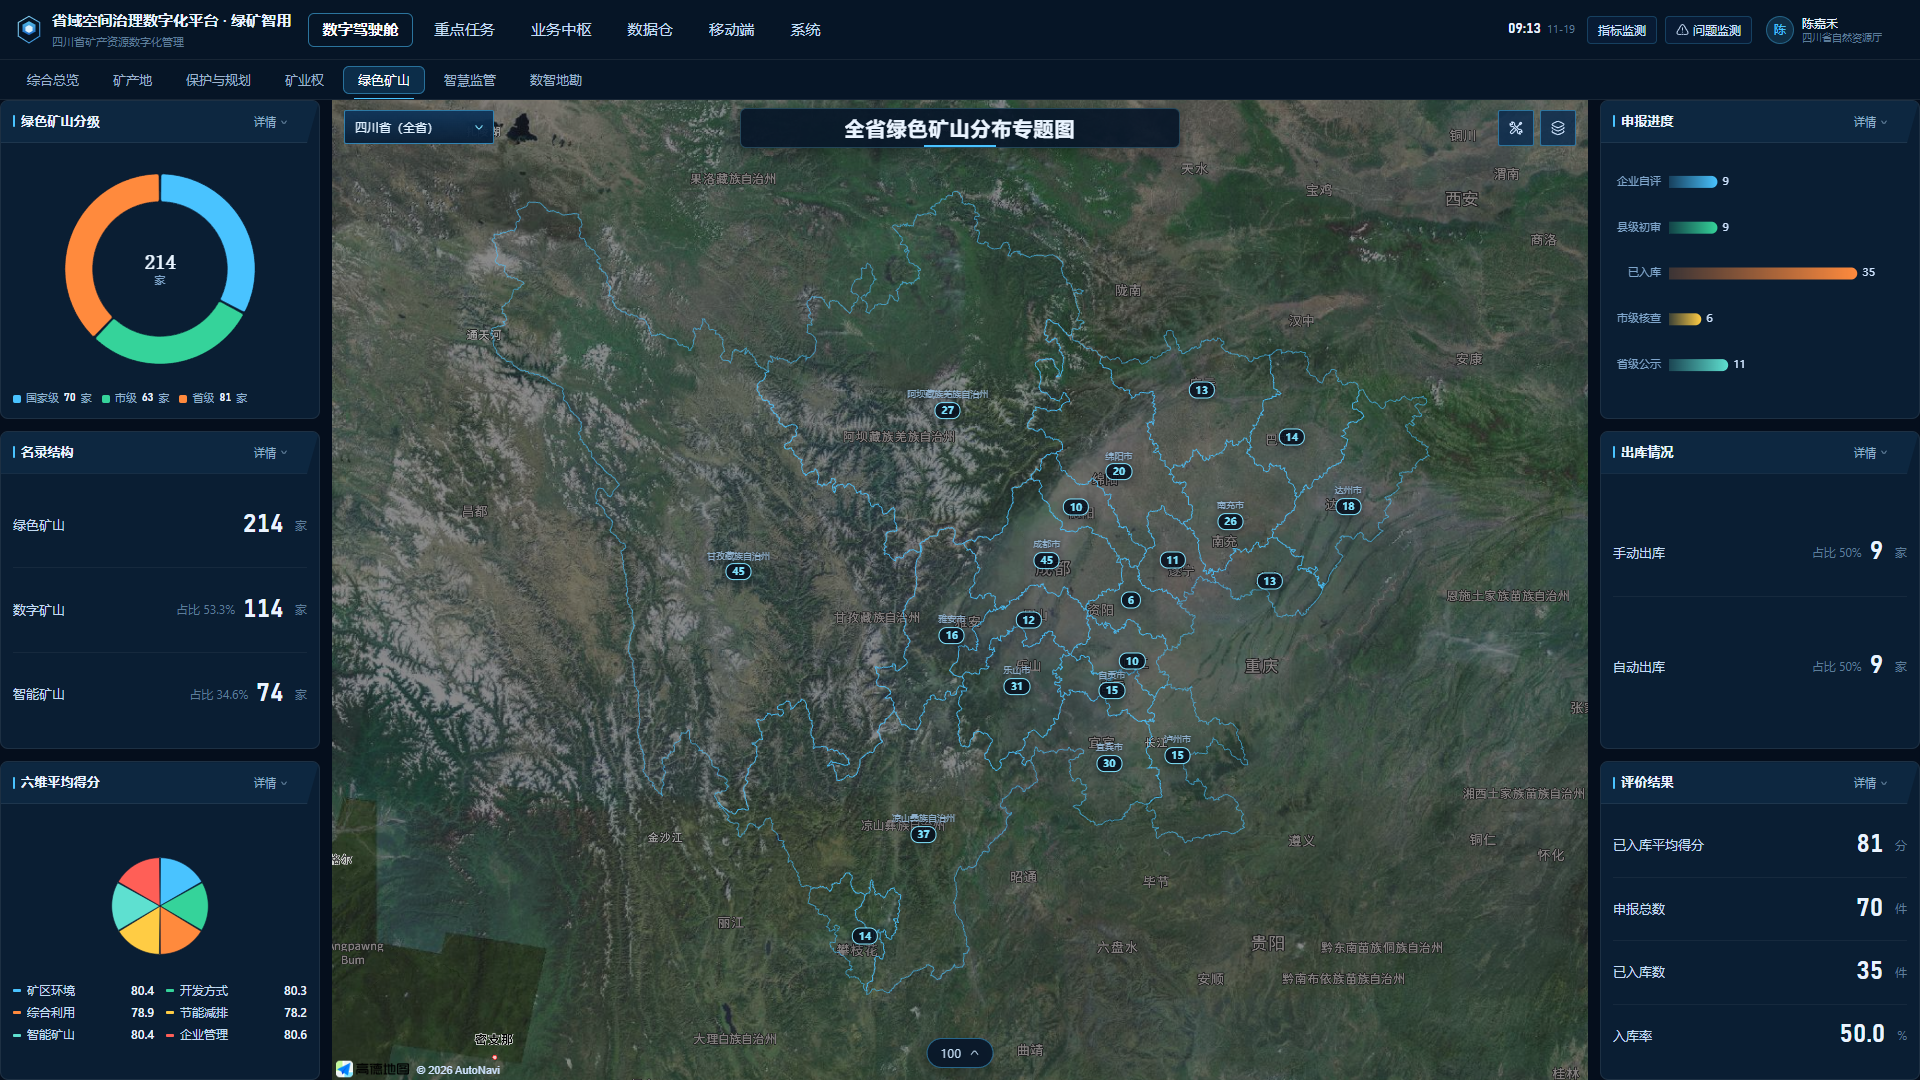 省域空间治理数字化平台 · 绿矿智用
四川省矿产资源数字化管理
数字驾驶舱 重点任务 业务中枢 数据仓 移动端 系统
09:13 11-19 指标监测 问题监测 陈 陈嘉禾
四川省自然资源厅
综合总览 矿产地 保护与规划 矿业权 绿色矿山 智慧监管 数智地勘
绿色矿山分级 详情
214
家
国家级 70 家 市级 63 家 省级 81 家
名录结构 详情
绿色矿山 214 家
数字矿山 占比 53.3% 114 家
智能矿山 占比 34.6% 74 家
六维平均得分 详情
矿区环境 80.4 开发方式 80.3
综合利用 78.9 节能减排 78.2
智能矿山 80.4 企业管理 80.6
四川省（全省）
湖
全省绿色矿山分布专题图
果洛藏族自治州
天水
宝鸡
铜川
渭南
西安
商洛
陇南
汉中
安康
通天河
阿坝藏族羌族自治州
27
阿坝藏族羌族自治州
13
14
绵阳市
20
10
南充市
26
南充
达州市
18
昌都
甘孜藏族自治州
45
成都市
45
成都
11
13
6
资阳
恩施土家族苗族自治州
甘孜藏族自治州
雅安市
16
12
10
乐山市
31
自贡市
15
重庆
宜宾市
30
长江
泸州市
15
湘西土家族苗族自治州
金沙江
凉山彝族自治州
凉山彝族自治州
37
遵义
铜仁
怀化
昭通
毕节
丽江
14
攀枝花
六盘水
贵阳
黔东南苗族侗族自治州
安顺
黔南布依族苗族自治州
angpawng
Bum
密支那
大理白族自治州
曲靖
桂林
100
高德地图 © 2026 AutoNavi
申报进度 详情
企业自评 9
县级初审 9
已入库 35
市级核查 6
省级公示 11
出库情况 详情
手动出库 占比 50% 9 家
自动出库 占比 50% 9 家
评价结果 详情
已入库平均得分 81 分
申报总数 70 件
已入库数 35 件
入库率 50.0 %